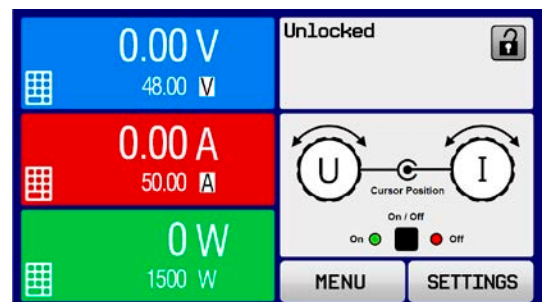 0.00 V
48.00 V
0.00 A
50.00 A
0 W
1500 W
Unlocked
U
I
Cursor Position
On / Off
On
Off
MENU
SETTINGS